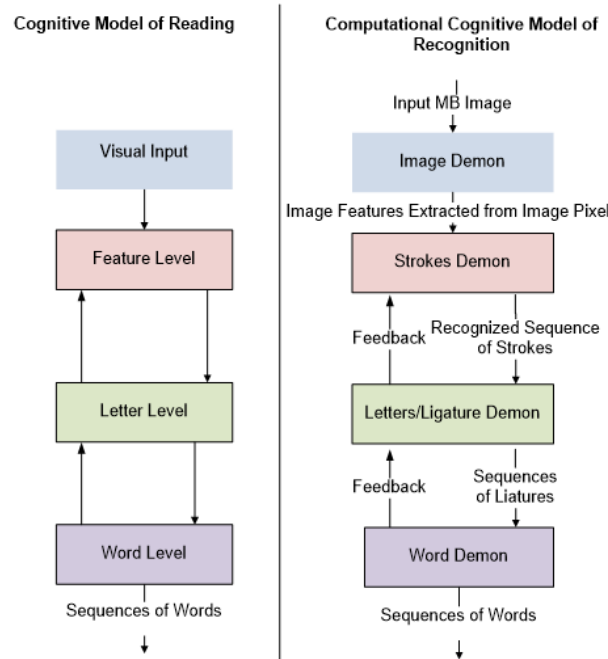 Cognitive Model of Reading
Visual Input
Feature Level
Letter Level
Word Level
Sequences of Words
Computational Cognitive Model of
Recognition
Input MB Image
Image Demon
Image Features Extracted from Image Pixel
Strokes Demon
Feedback
Recognized Sequence
of Strokes
Letters/Ligature Demon
Feedback
Sequences
of Liatures
Word Demon
Sequences of Words